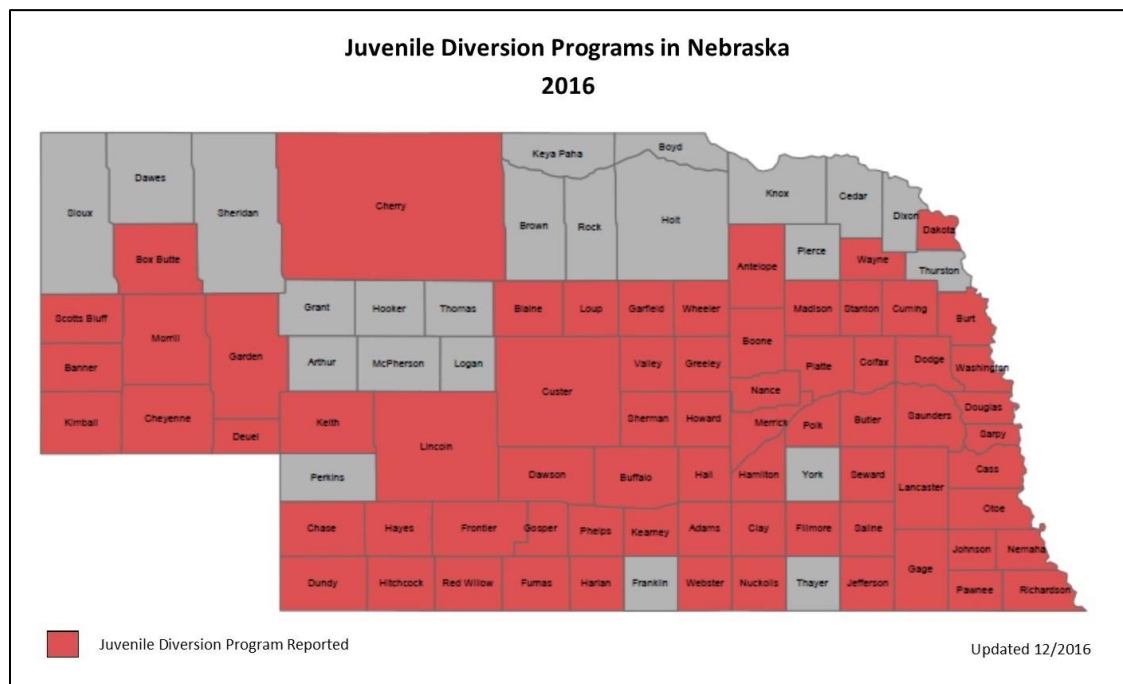 Juvenile Diversion Programs in Nebraska
2016
Keya Paha
Boyd
Dawes
Sioux
Sheridan
Cherry
Brown
Rock
Holt
Knox
Cedar
Dixon
Dakota
Box Butte
Antelope
Pierce
Wayne
Thurston
Scotts Bluff
Morrill
Garden
Grant
Hooker
Thomas
Blaine
Loup
Garfield
Wheeler
Madison
Stanton
Cuming
Burt
Banner
Arthur
McPherson
Logan
Custer
Valley
Greeley
Boone
Platte
Colfax
Dodge
Washington
Kimball
Cheyenne
Deuel
Keith
Lincoln
Sherman
Howard
Nance
Merrick
Polk
Butler
Saunders
Douglas
Sarpy
Perkins
Dawson
Buffalo
Hall
Hamilton
York
Seward
Lancaster
Cass
Otoe
Chase
Hayes
Frontier
Gosper
Phelps
Kearney
Adams
Clay
Fillmore
Saline
Dundy
Hitchcock
Red Willow
Furnas
Harlan
Franklin
Webster
Nuckolls
Thayer
Jefferson
Gage
Johnson
Nemaha
Pawnee
Richardson
Juvenile Diversion Program Reported
Updated 12/2016